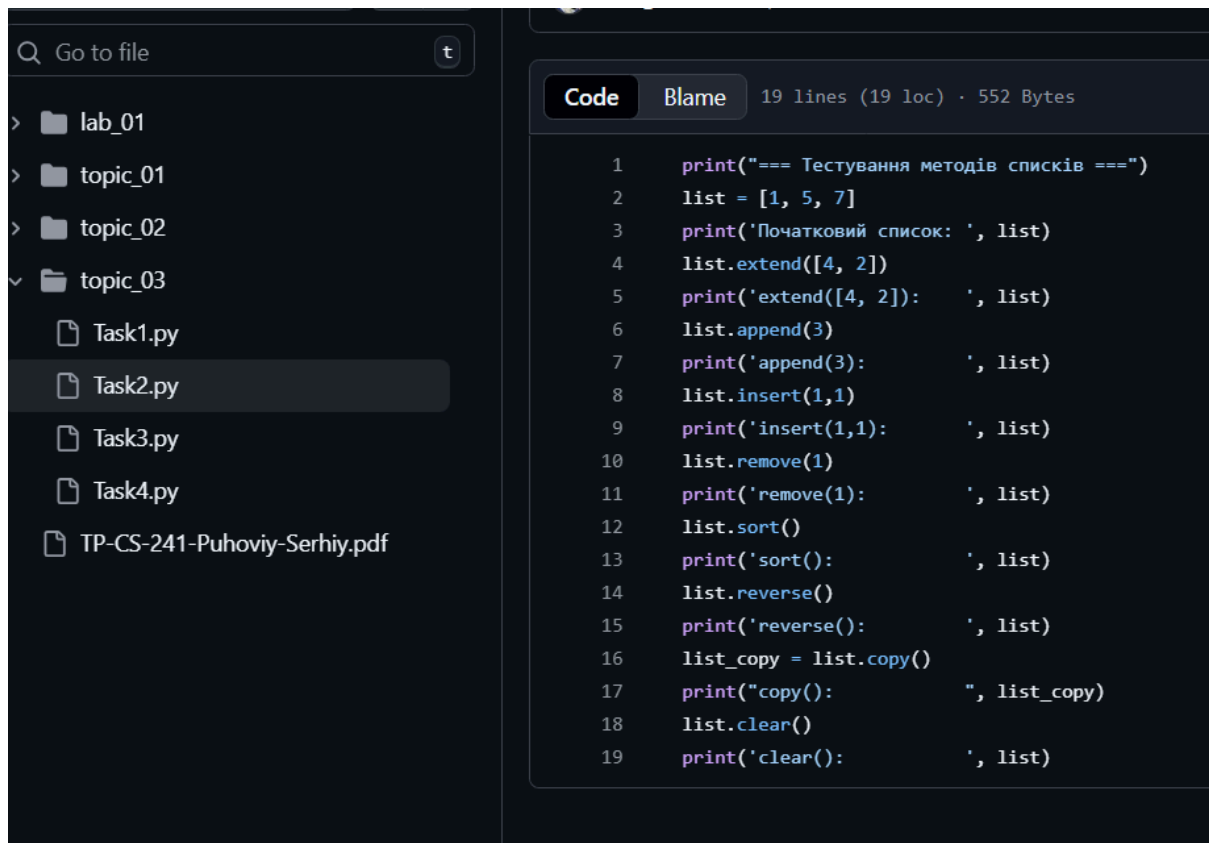 Go to file t
lab_01
topic_01
topic_02
topic_03
Task1.py
Task2.py
Task3.py
Task4.py
TP-CS-241-Puhoviy-Serhiy.pdf
Code Blame 19 lines (19 loc) · 552 Bytes
1 print("=== Тестування методів списків ===")
2 list = [1, 5, 7]
3 print('Початковий список: ', list)
4 list.extend([4, 2])
5 print('extend([4, 2]):    ', list)
6 list.append(3)
7 print('append(3):         ', list)
8 list.insert(1,1)
9 print('insert(1,1):       ', list)
10 list.remove(1)
11 print('remove(1):         ', list)
12 list.sort()
13 print('sort():            ', list)
14 list.reverse()
15 print('reverse():         ', list)
16 list_copy = list.copy()
17 print("copy():            ", list_copy)
18 list.clear()
19 print('clear():           ', list)